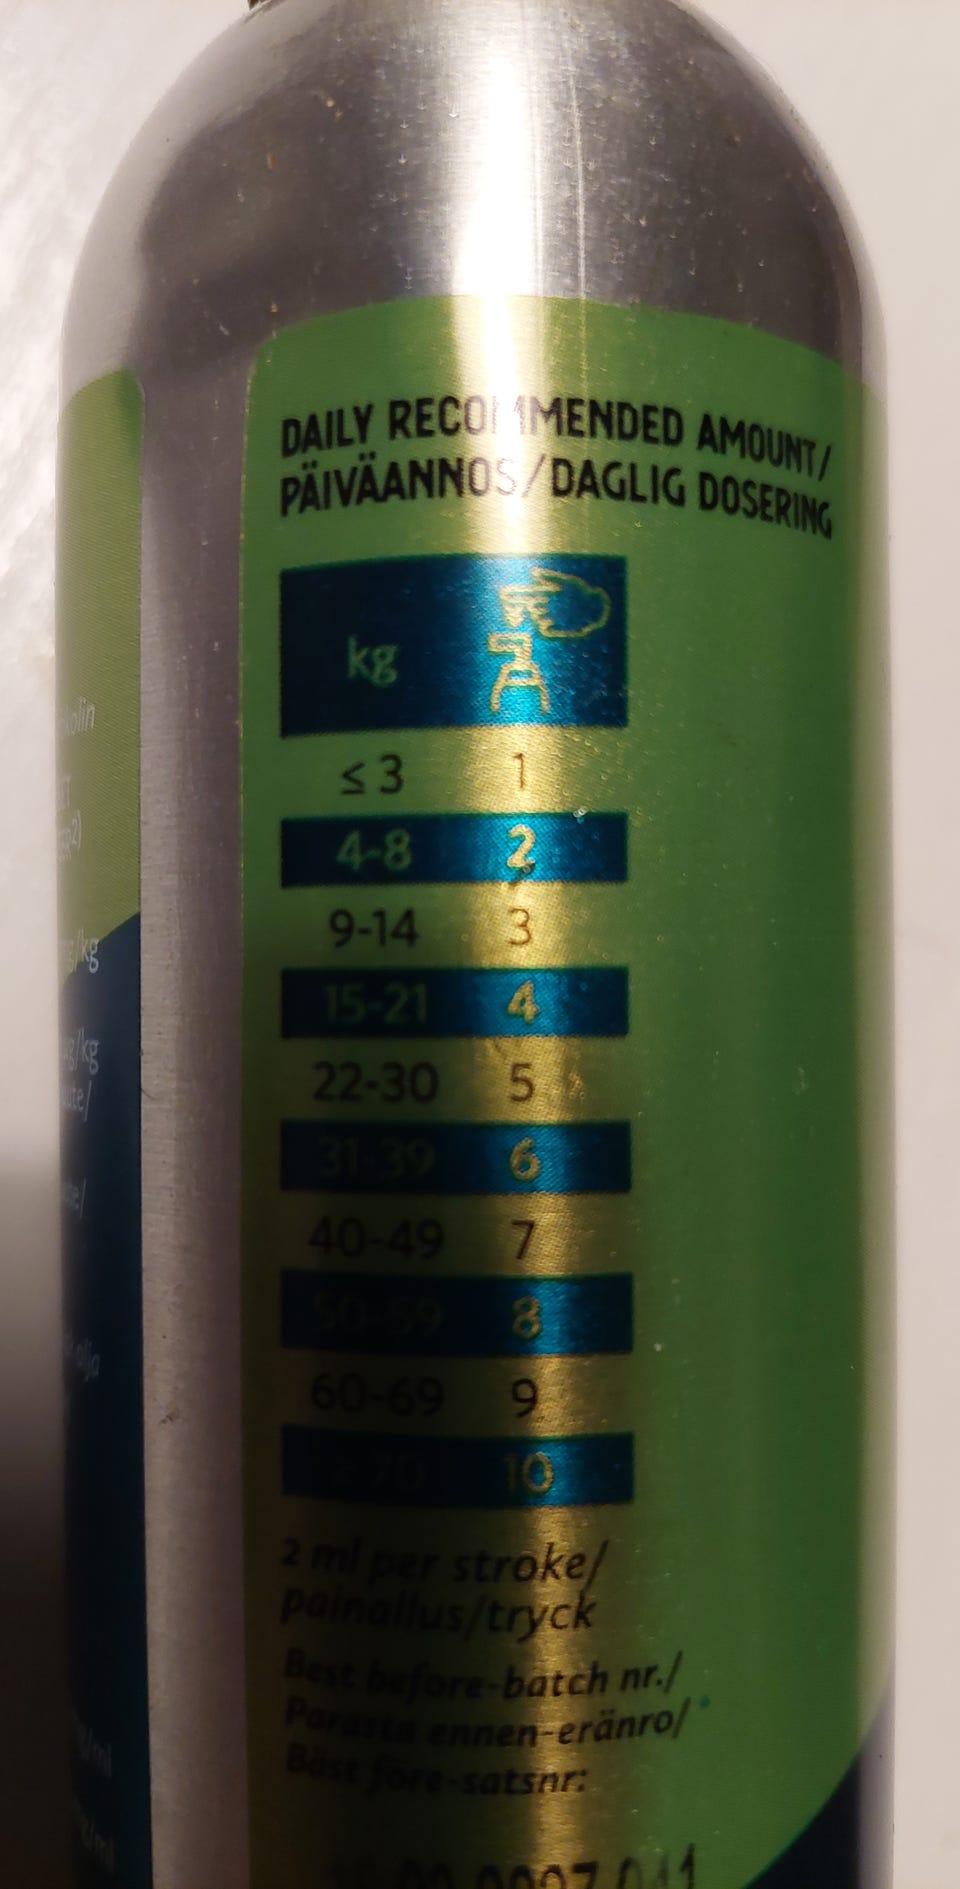 DAILY RECOMMENDED AMOUNT/
PÄIVÄANNOS/DAGLIG DOSERING
kg
≤ 3 1
4-8 2
9-14 3
15-21 4
22-30 5
31-39 6
40-49 7
50-59 8
60-69 9
≥ 70 10
2 ml per stroke/
painallus/tryck
Best before-batch nr./
Parasta ennen-eränro/
Bäst före-satsnr:
/kg
/kg